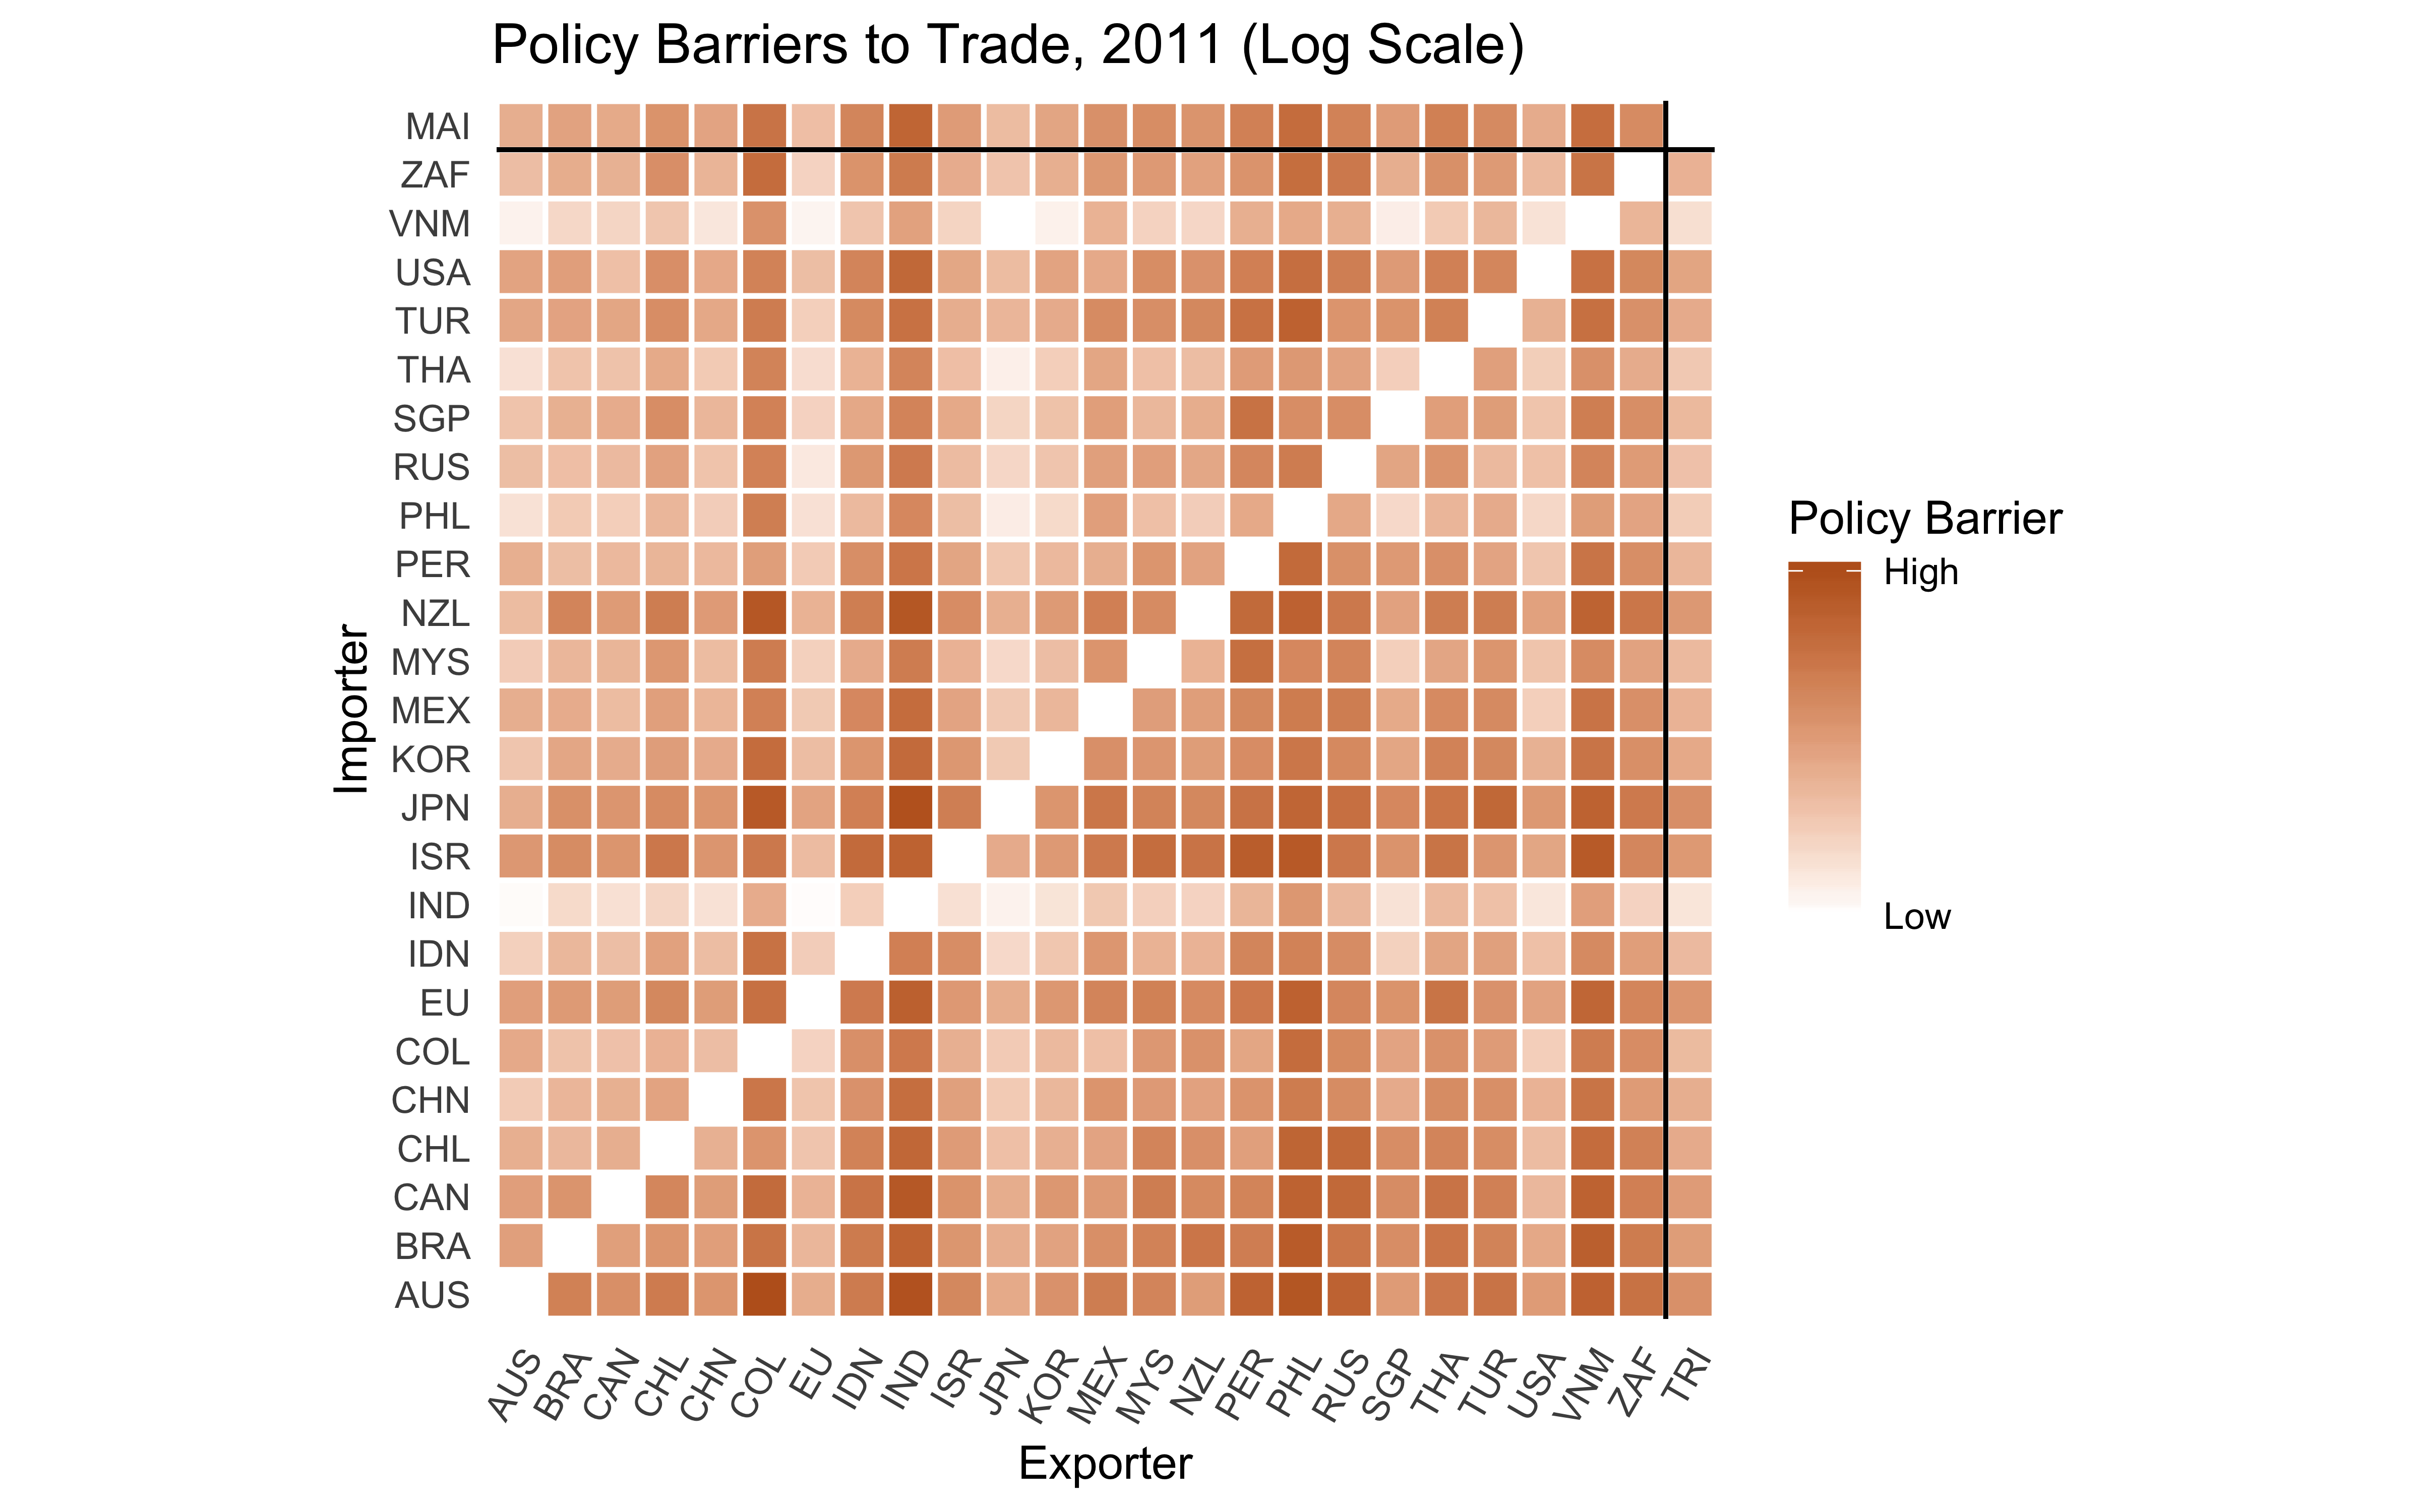 Policy Barriers to Trade, 2011 (Log Scale)
MAI
ZAF
VNM
USA
TUR
THA
SGP
RUS
PHL
PER
NZL
MYS
MEX
KOR
JPN
ISR
IND
IDN
EU
COL
CHN
CHL
CAN
BRA
AUS
Importer
AUS BRA CAN CHL CHN COL EU IDN IND ISR JPN KOR MEX MYS NZL PER PHL RUS SGP THA TUR USA VNM ZAF TRI
Exporter
Policy Barrier
High
Low